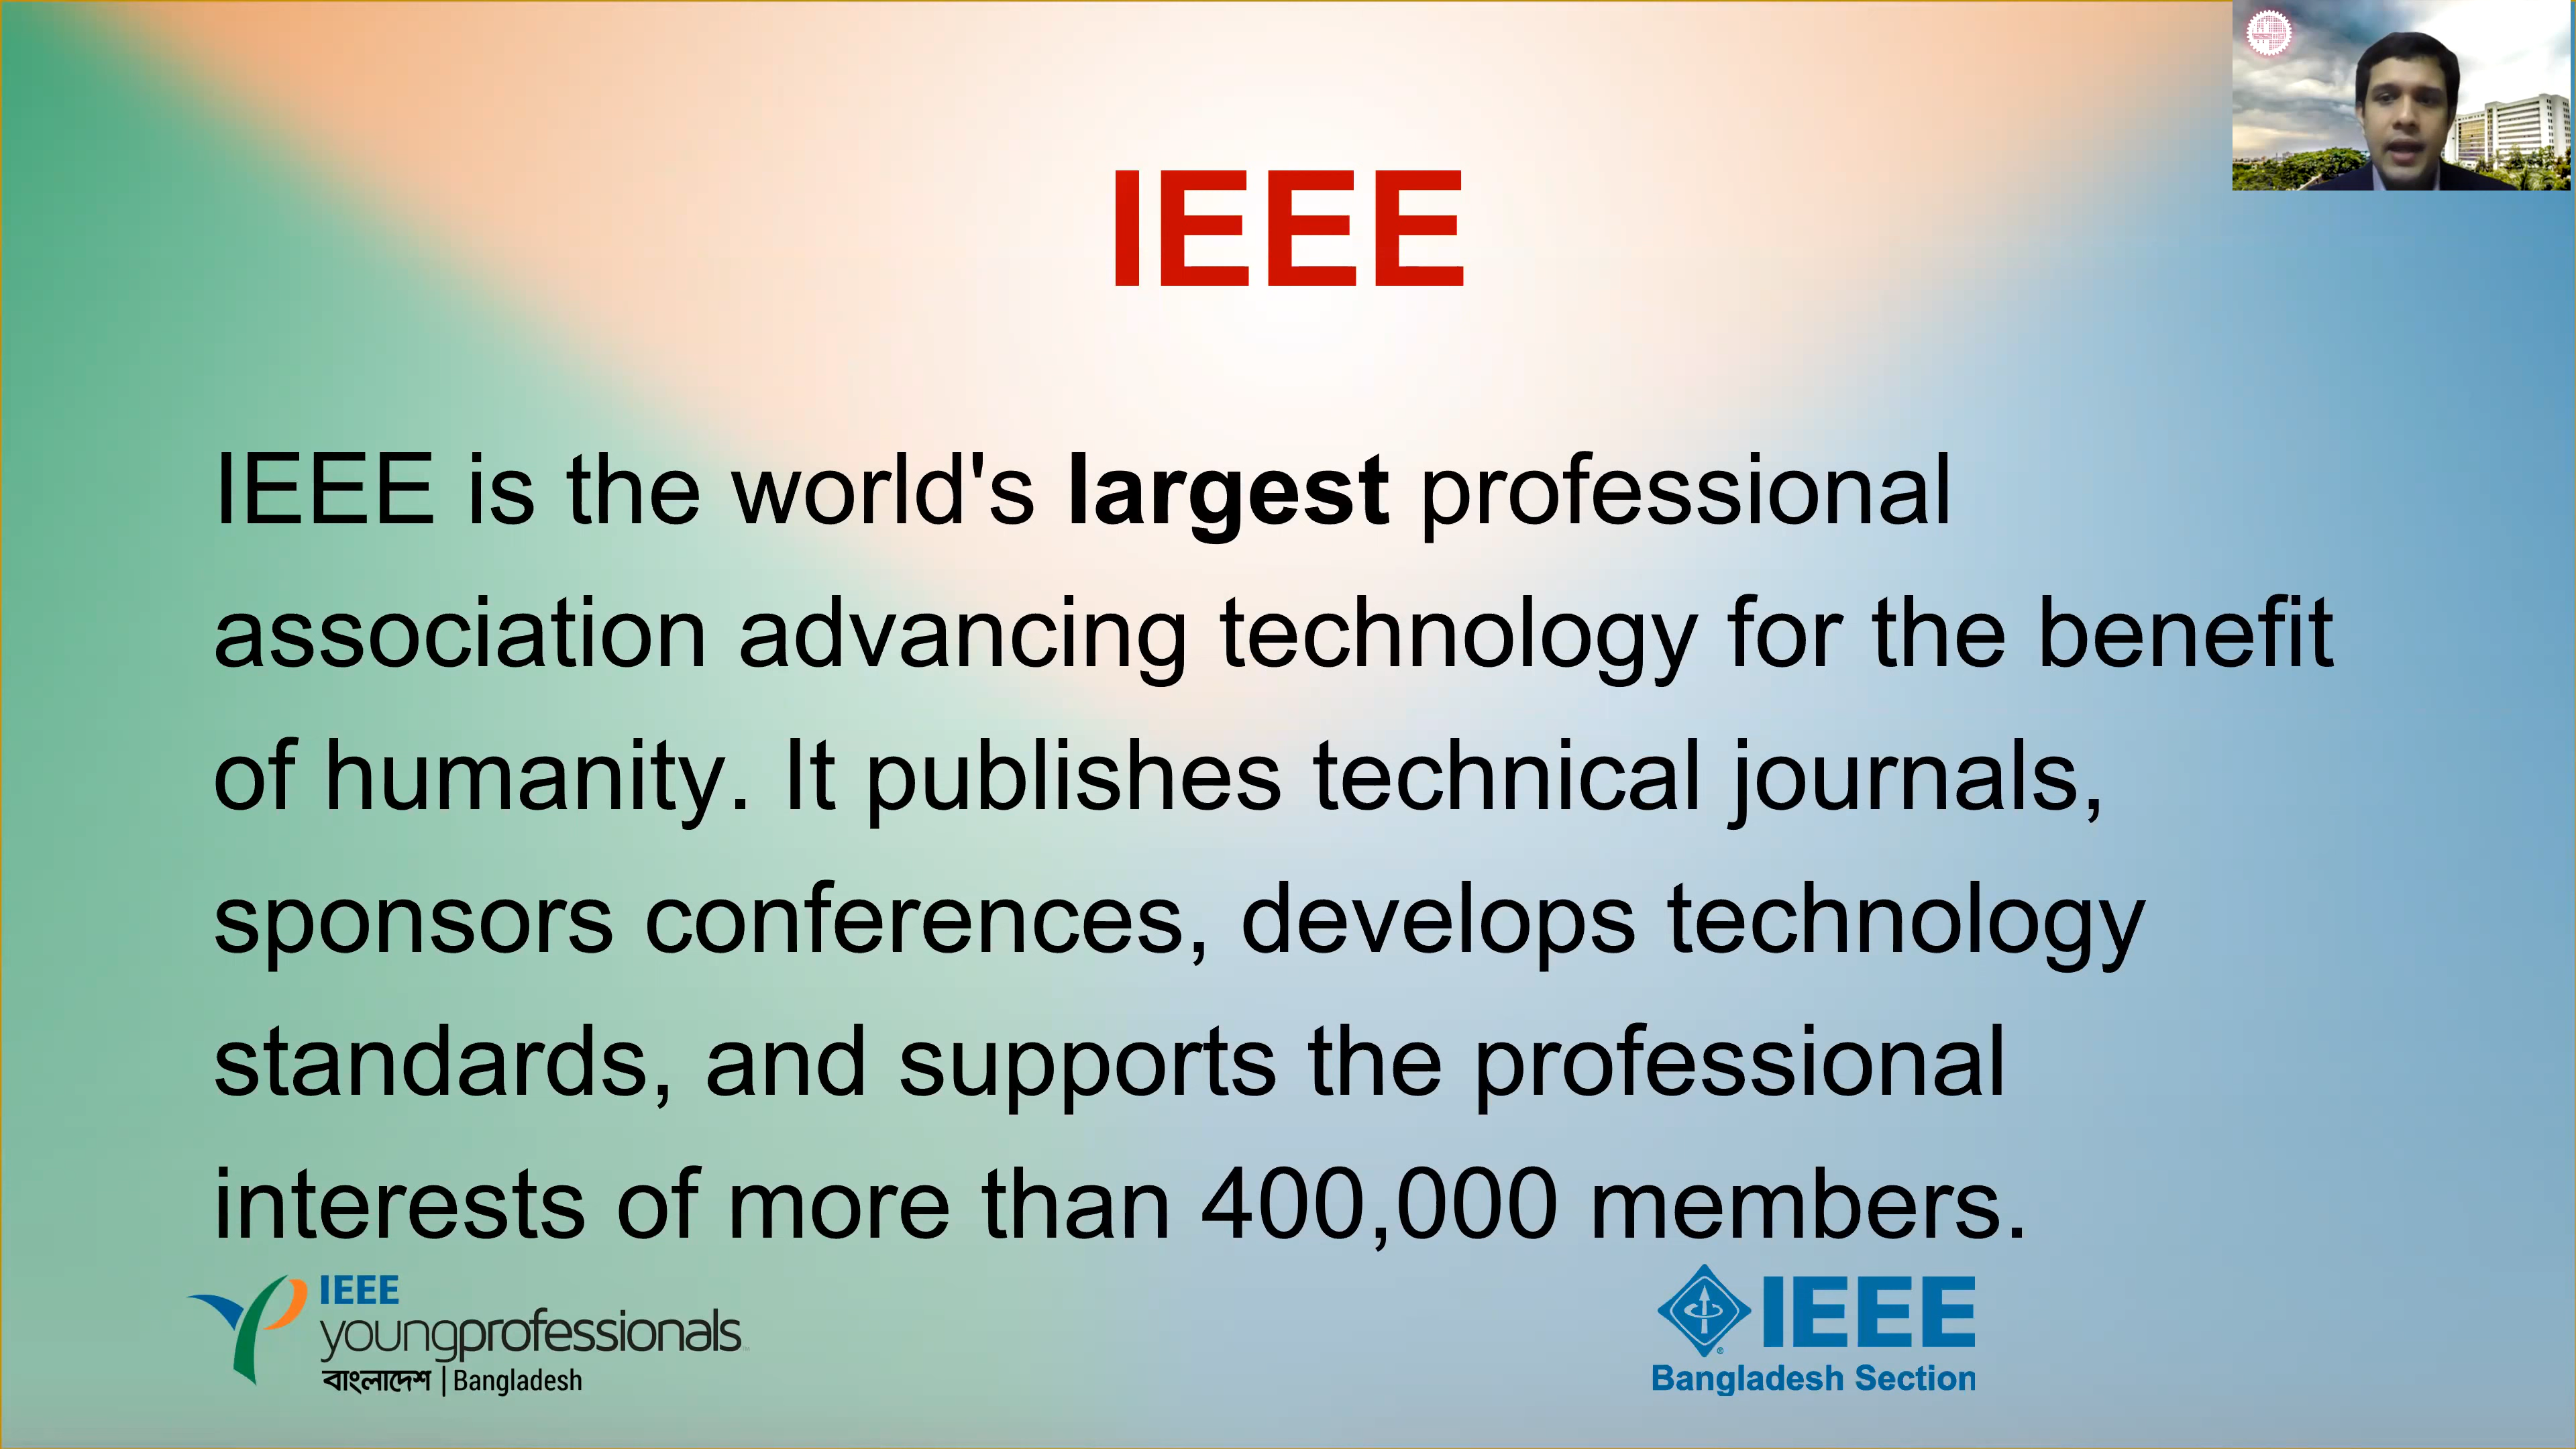 IEEE
IEEE is the world's largest professional
association advancing technology for the benefit
of humanity. It publishes technical journals,
sponsors conferences, develops technology
standards, and supports the professional
interests of more than 400,000 members.
IEEE
youngprofessionals
বাংলাদেশ | Bangladesh
IEEE
Bangladesh Section